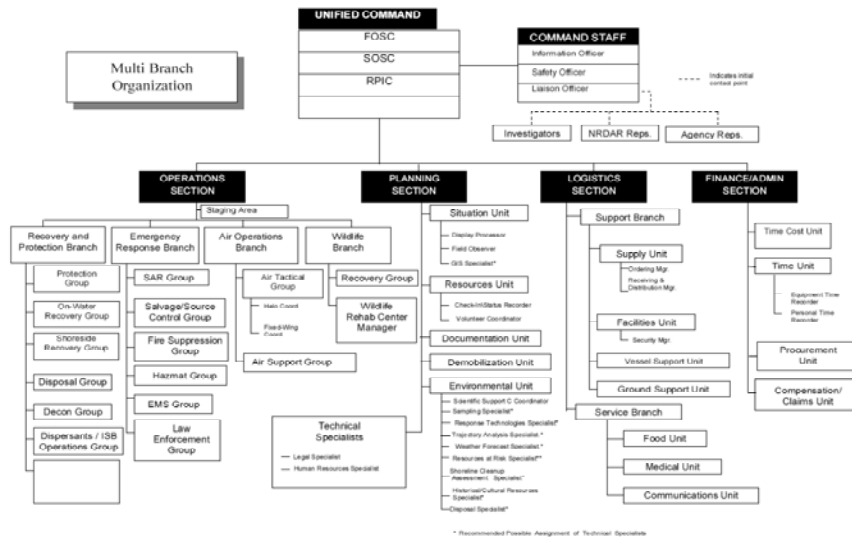 UNIFIED COMMAND
FOSC
SOSC
RPIC
COMMAND STAFF
Information Officer
Safety Officer
Liaison Officer
Indicates initial
contact point
Multi Branch
Organization
Investigators
NRDAR Reps.
Agency Reps.
OPERATIONS
SECTION
Staging Area
Recovery and
Protection Branch
Protection
Group
On-Water
Recovery Group
Shoreside
Recovery Group
Disposal Group
Decon Group
Dispersants / ISB
Operations Group
Emergency
Response Branch
SAR Group
Salvage/Source
Control Group
Fire Suppression
Group
Hazmat Group
EMS Group
Law
Enforcement
Group
Air Operations
Branch
Air Tactical
Group
Helo Coord.
Fixed-Wing
Coord.
Air Support Group
Wildlife
Branch
Recovery Group
Wildlife
Rehab Center
Manager
PLANNING
SECTION
Situation Unit
Display Processor
Field Observer
GIS Specialist*
Resources Unit
Check-In/Status Recorder
Volunteer Coordinator
Documentation Unit
Demobilization Unit
Environmental Unit
Scientific Support C Coordinator
Sampling Specialist*
Response Technologies Specialist*
Trajectory Analysis Specialist *
Weather Forecast Specialist *
Resources at Risk Specialist**
Shoreline Cleanup
Assessment Specialist*
Historical/Cultural Resources
Specialist*
Disposal Specialist*
Technical
Specialists
Legal Specialist
Human Resources Specialist
LOGISTICS
SECTION
Support Branch
Supply Unit
Ordering Mgr.
Receiving &
Distribution Mgr.
Facilities Unit
Security Mgr.
Vessel Support Unit
Ground Support Unit
Service Branch
Food Unit
Medical Unit
Communications Unit
FINANCE/ADMIN
SECTION
Time Cost Unit
Time Unit
Equipment Time
Recorder
Personal Time
Recorder
Procurement
Unit
Compensation/
Claims Unit
* Recommended Possible Assignment of Technical Specialists